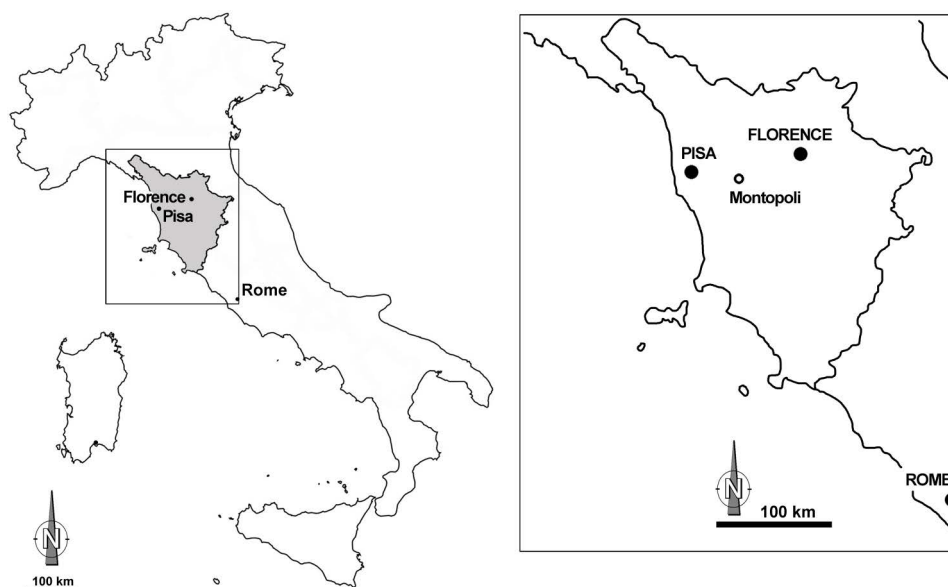 Florence
Pisa
Rome
N
100 km
FLORENCE
PISA
Montopoli
N
ROME
100 km